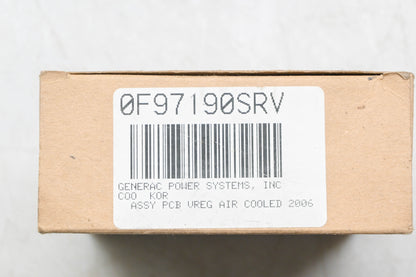 0F97190SRV
GENERAC POWER SYSTEMS, INC
COO KOR
ASSY PCB VREG AIR COOLED 2006